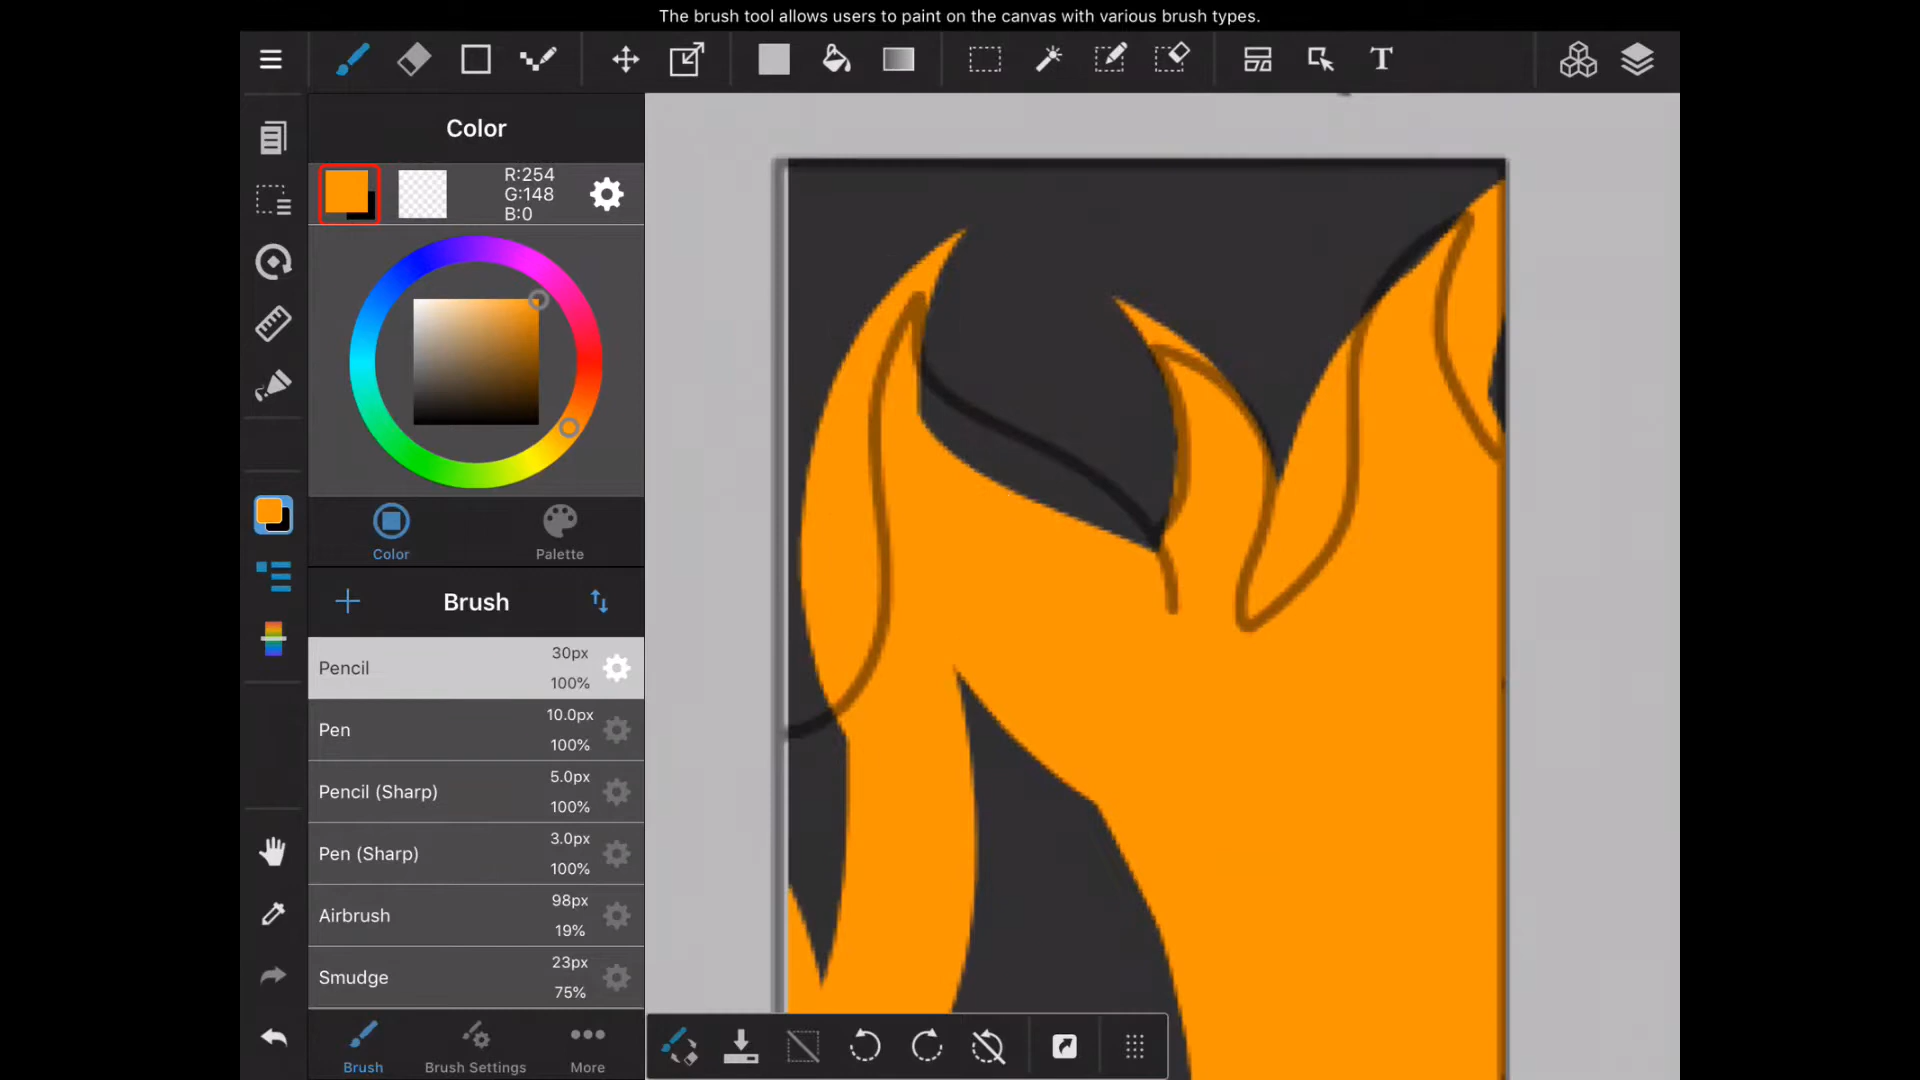 The brush tool allows users to paint on the canvas with various brush types.
T
Color
R:254
G:148
B:0
Color
Palette
Brush
Pencil
30px
100%
Pen
10.0px
100%
Pencil (Sharp)
5.0px
100%
Pen (Sharp)
3.0px
100%
Airbrush
98px
19%
Smudge
23px
75%
Brush
Brush Settings
More